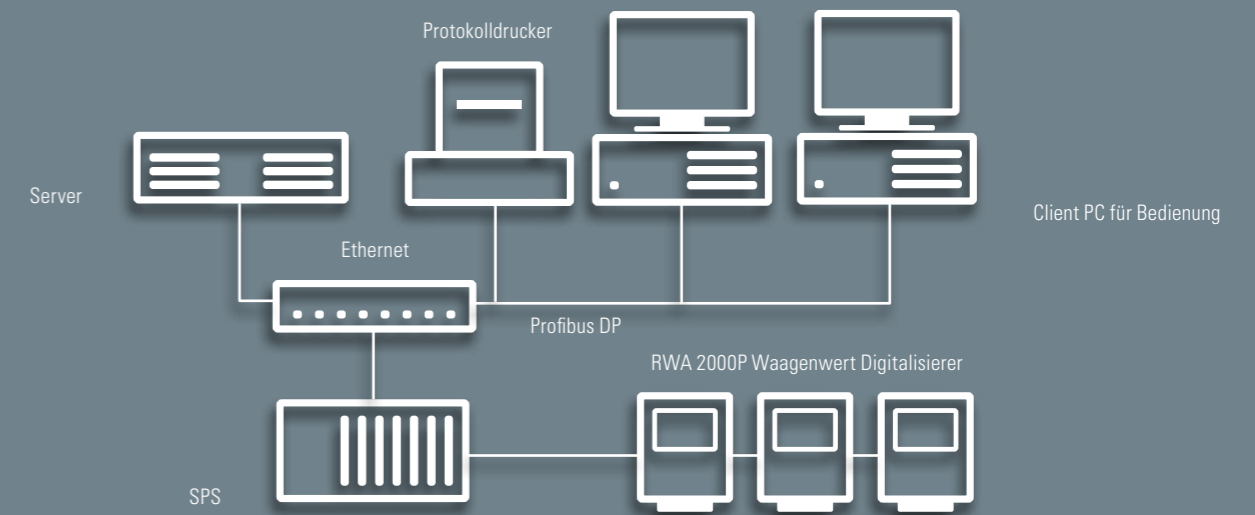 Protokolldrucker
Server
Client PC für Bedienung
Ethernet
Profibus DP
RWA 2000P Waagenwert Digitalisierer
SPS